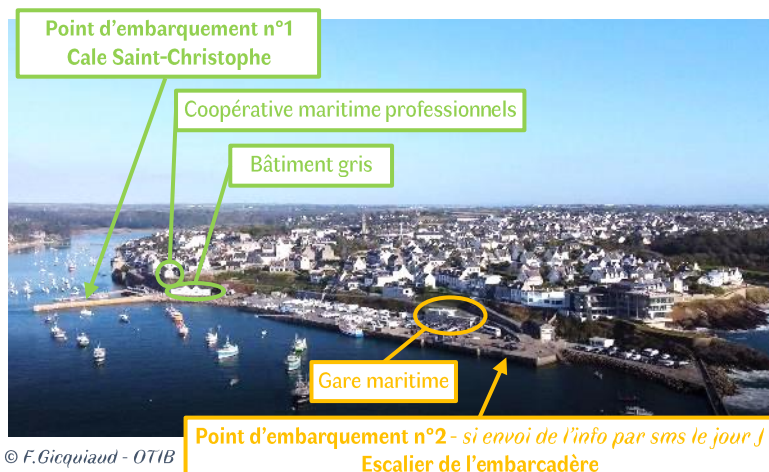 Point d'embarquement n°1
Cale Saint-Christophe
Coopérative maritime professionnels
Bâtiment gris
Gare maritime
Point d'embarquement n°2 - si envoi de l'info par sms le jour J
Escalier de l'embarcadère
© F.Gicquiaud - OTIB